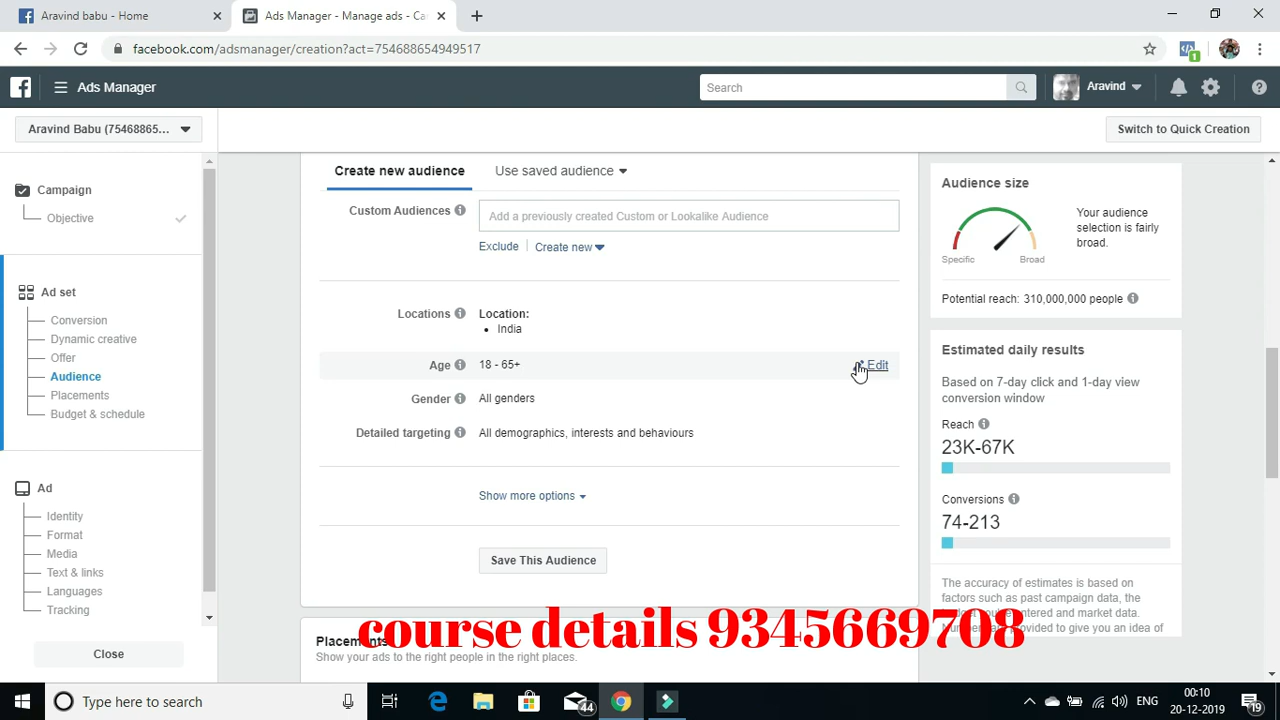 Aravind babu - Home
Ads Manager - Manage ads - Ca
facebook.com/adsmanager/creation?act=754688654949517
1
Ads Manager
Search
Aravind
Aravind Babu (75468865...
Switch to Quick Creation
Campaign
Objective
Ad set
Conversion
Dynamic creative
Offer
Audience
Placements
Budget & schedule
Ad
Identity
Format
Media
Text & links
Languages
Tracking
Close
Create new audience
Use saved audience
Custom Audiences
Add a previously created Custom or Lookalike Audience
Exclude
Create new
Locations
Location:
• India
Age
18 - 65+
Edit
Gender
All genders
Detailed targeting
All demographics, interests and behaviours
Show more options
Save This Audience
Placements
Show your ads to the right people in the right places.
Audience size
Your audience
selection is fairly
broad.
Specific
Broad
Potential reach: 310,000,000 people
Estimated daily results
Based on 7-day click and 1-day view
conversion window
Reach
23K-67K
Conversions
74-213
The accuracy of estimates is based on
factors such as past campaign data, the
entered and market data.
provided to give you an idea of
course details 9345669708
Type here to search
44
ENG
00:10
20-12-2019
19